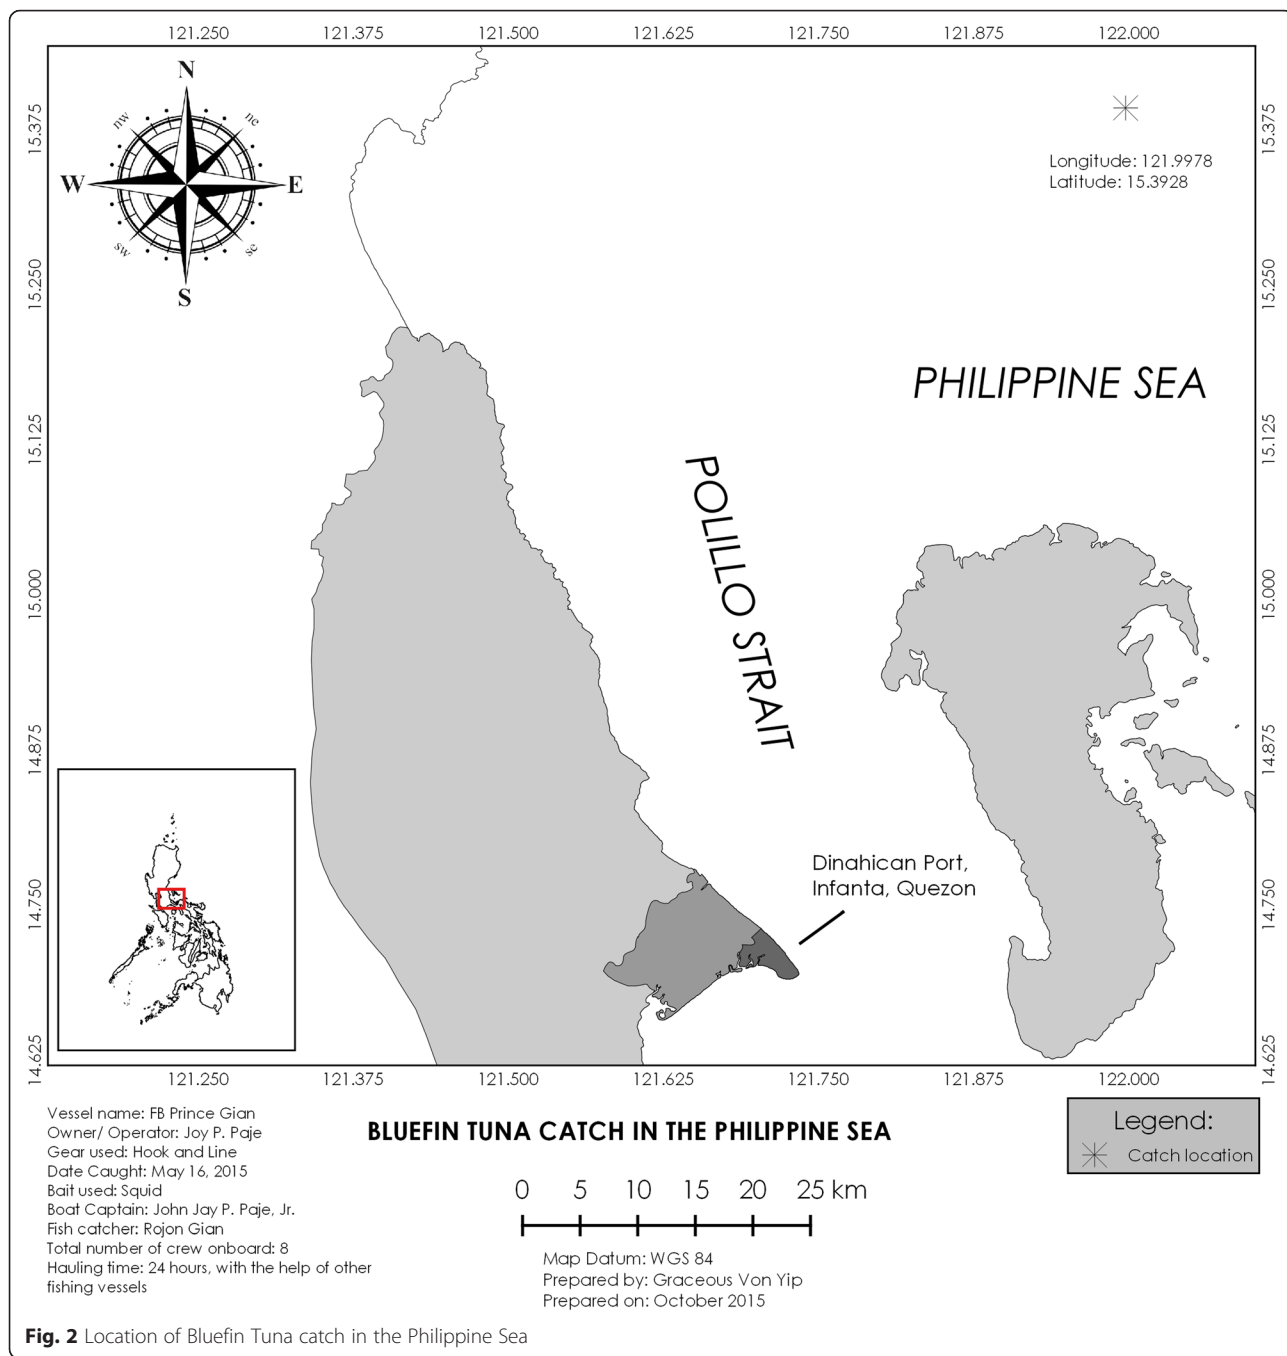 121.250 121.375 121.500 121.625 121.750 121.875 122.000
N
nw ne
W E
sw se
S
15.375 15.375
Longitude: 121.9978
Latitude: 15.3928
15.250 15.250
PHILIPPINE SEA
15.125 15.125
POLILLO STRAIT
15.000 15.000
14.875 14.875
Dinahican Port,
Infanta, Quezon
14.750 14.750
14.625 14.625
121.250 121.375 121.500 121.625 121.750 121.875 122.000
Vessel name: FB Prince Gian
Owner/ Operator: Joy P. Paje
Gear used: Hook and Line
Date Caught: May 16, 2015
Bait used: Squid
Boat Captain: John Jay P. Paje, Jr.
Fish catcher: Rojon Gian
Total number of crew onboard: 8
Hauling time: 24 hours, with the help of other
fishing vessels
BLUEFIN TUNA CATCH IN THE PHILIPPINE SEA
0 5 10 15 20 25 km
Map Datum: WGS 84
Prepared by: Graceous Von Yip
Prepared on: October 2015
Legend:
Catch location
Fig. 2 Location of Bluefin Tuna catch in the Philippine Sea